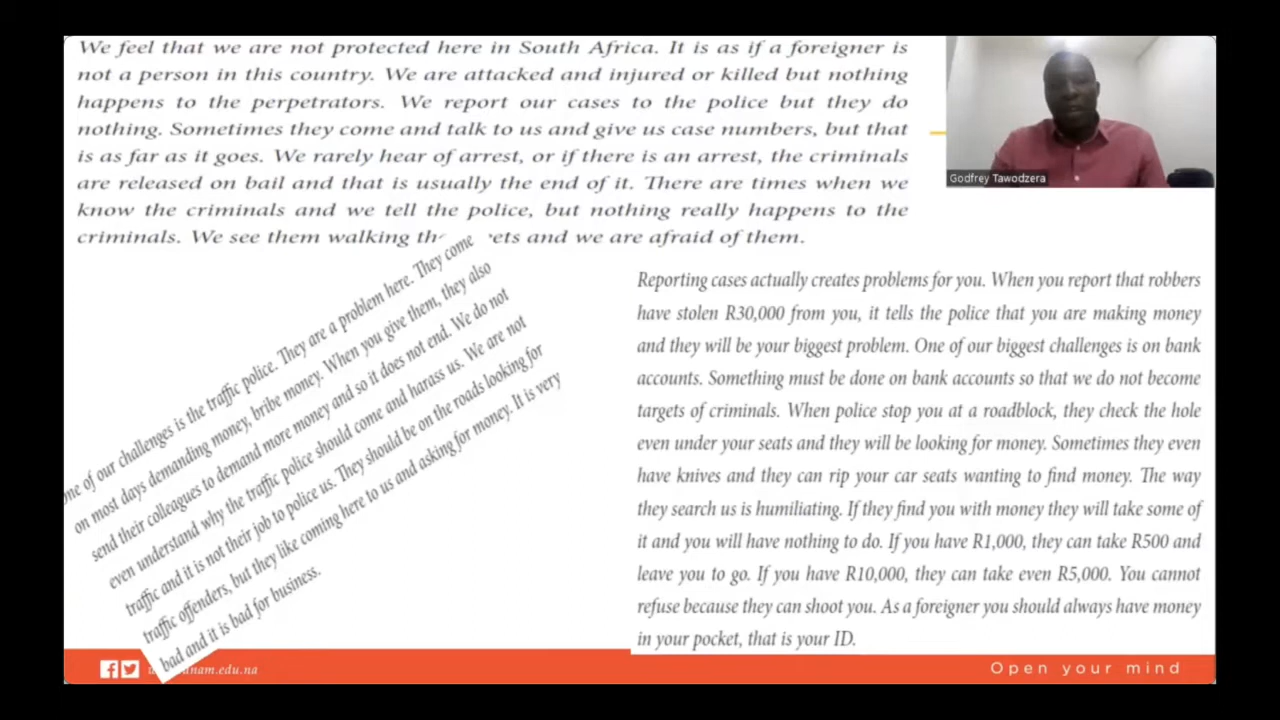 We feel that we are not protected here in South Africa. It is as if a foreigner is
not a person in this country. We are attacked and injured or killed but nothing
happens to the perpetrators. We report our cases to the police but they do
nothing. Sometimes they come and talk to us and give us case numbers, but that
is as far as it goes. We rarely hear of arrest, or if there is an arrest, the criminals
are released on bail and that is usually the end of it. There are times when we
know the criminals and we tell the police, but nothing really happens to the
criminals. We see them walking and we are afraid of them.
Godfrey Tawodzera
of our challenges is the traffic police. They are a problem here. They come
on most days demanding money, bribe money. When you give them, they also
send their colleagues to demand more money and so it does not end. We do not
even understand why the traffic police should come and harass us. We are not
traffic and it is not their job to police us. They should be on the roads looking for
traffic offenders, but they like coming here to us and asking for money. It is very
bad and it is bad for business.
Reporting cases actually creates problems for you. When you report that robbers
have stolen R30,000 from you, it tells the police that you are making money
and they will be your biggest problem. One of our biggest challenges is on bank
accounts. Something must be done on bank accounts so that we do not become
targets of criminals. When police stop you at a roadblock, they check the hole
even under your seats and they will be looking for money. Sometimes they even
have knives and they can rip your car seats wanting to find money. The way
they search us is humiliating. If they find you with money they will take some of
it and you will have nothing to do. If you have R1,000, they can take R500 and
leave you to go. If you have R10,000, they can take even R5,000. You cannot
refuse because they can shoot you. As a foreigner you should always have money
in your pocket, that is your ID.
Open your mind